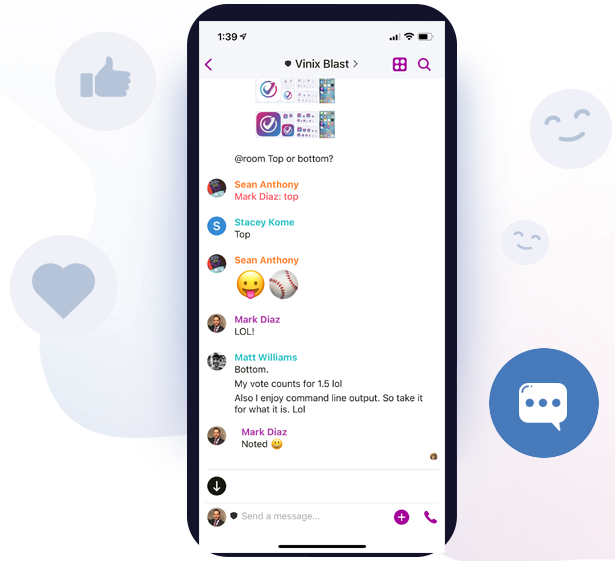 1:39
Vinix Blast
@room Top or bottom?
Sean Anthony
Mark Diaz: top
S
Stacey Kome
Top
Sean Anthony
Mark Diaz
LOL!
Matt Williams
Bottom.
My vote counts for 1.5 lol
Also I enjoy command line output. So take it
for what it is. Lol
Mark Diaz
Noted 😃
Send a message...